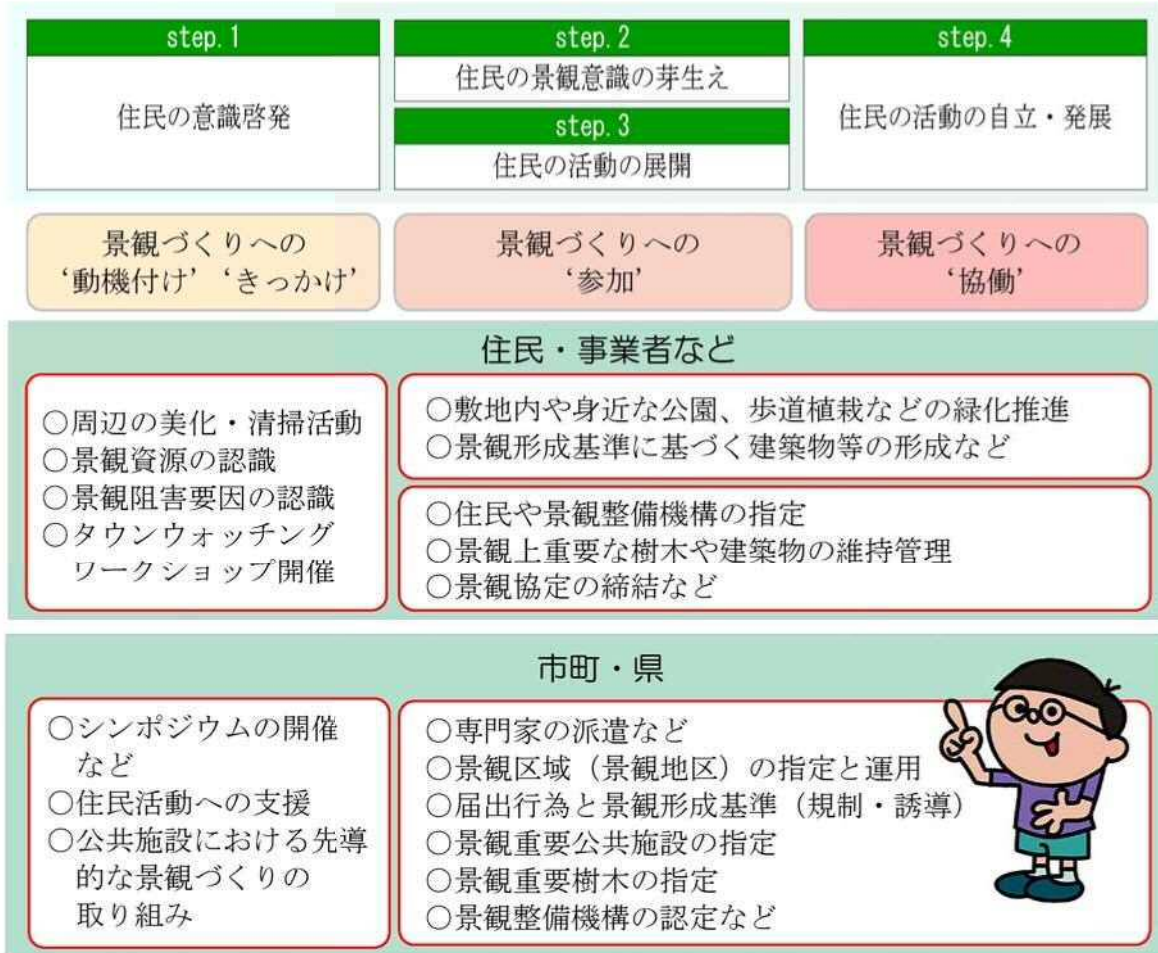 step.1
住民の意識啓発
step.2
住民の景観意識の芽生え
step.3
住民の活動の展開
step.4
住民の活動の自立・発展
景観づくりへの
‘動機付け’‘きっかけ’
景観づくりへの
‘参加’
景観づくりへの
‘協働’
住民・事業者など
○周辺の美化・清掃活動
○景観資源の認識
○景観阻害要因の認識
○タウンウォッチング
ワークショップ開催
○敷地内や身近な公園、歩道植栽などの緑化推進
○景観形成基準に基づく建築物等の形成など
○住民や景観整備機構の指定
○景観上重要な樹木や建築物の維持管理
○景観協定の締結など
市町・県
○シンポジウムの開催
など
○住民活動への支援
○公共施設における先導
的な景観づくりの
取り組み
○専門家の派遣など
○景観区域（景観地区）の指定と運用
○届出行為と景観形成基準（規制・誘導）
○景観重要公共施設の指定
○景観重要樹木の指定
○景観整備機構の認定など